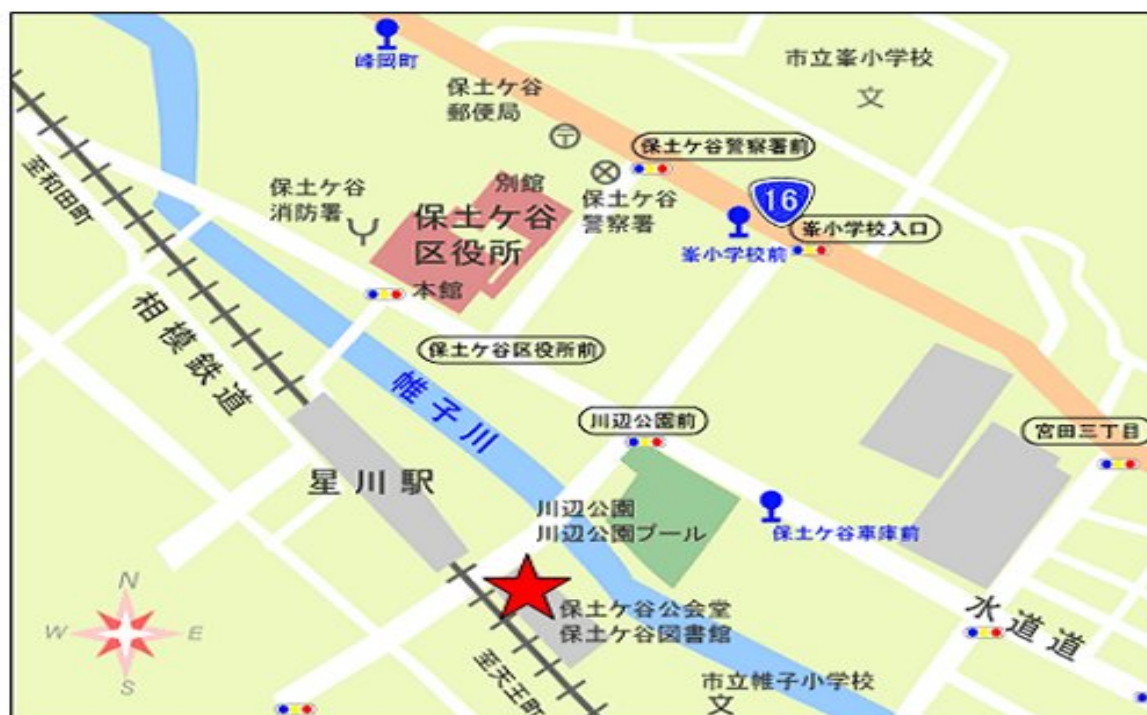 峰岡町
市立峯小学校
保土ケ谷
郵便局
保土ケ谷警察署前
別館
保土ケ谷
消防署
保土ケ谷
警察署
16
保土ケ谷
区役所
峯小学校入口
峯小学校前
至和田町
本館
相模鉄道
保土ケ谷区役所前
帷子川
川辺公園前
宮田三丁目
星川駅
川辺公園
川辺公園プール
保土ケ谷車庫前
N
W
E
S
保土ケ谷公会堂
保土ケ谷図書館
水道道
至天王町
市立帷子小学校